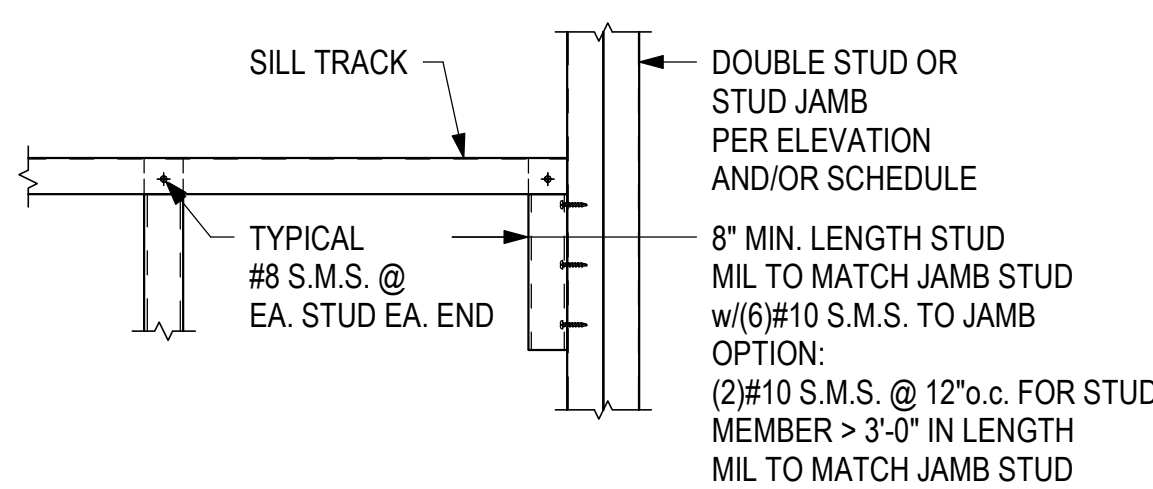 SILL TRACK
DOUBLE STUD OR
STUD JAMB
PER ELEVATION
AND/OR SCHEDULE
TYPICAL
#8 S.M.S. @
EA. STUD EA. END
8" MIN. LENGTH STUD
MIL TO MATCH JAMB STUD
w/(6)#10 S.M.S. TO JAMB
OPTION:
(2)#10 S.M.S. @ 12"o.c. FOR STUD
MEMBER > 3'-0" IN LENGTH
MIL TO MATCH JAMB STUD